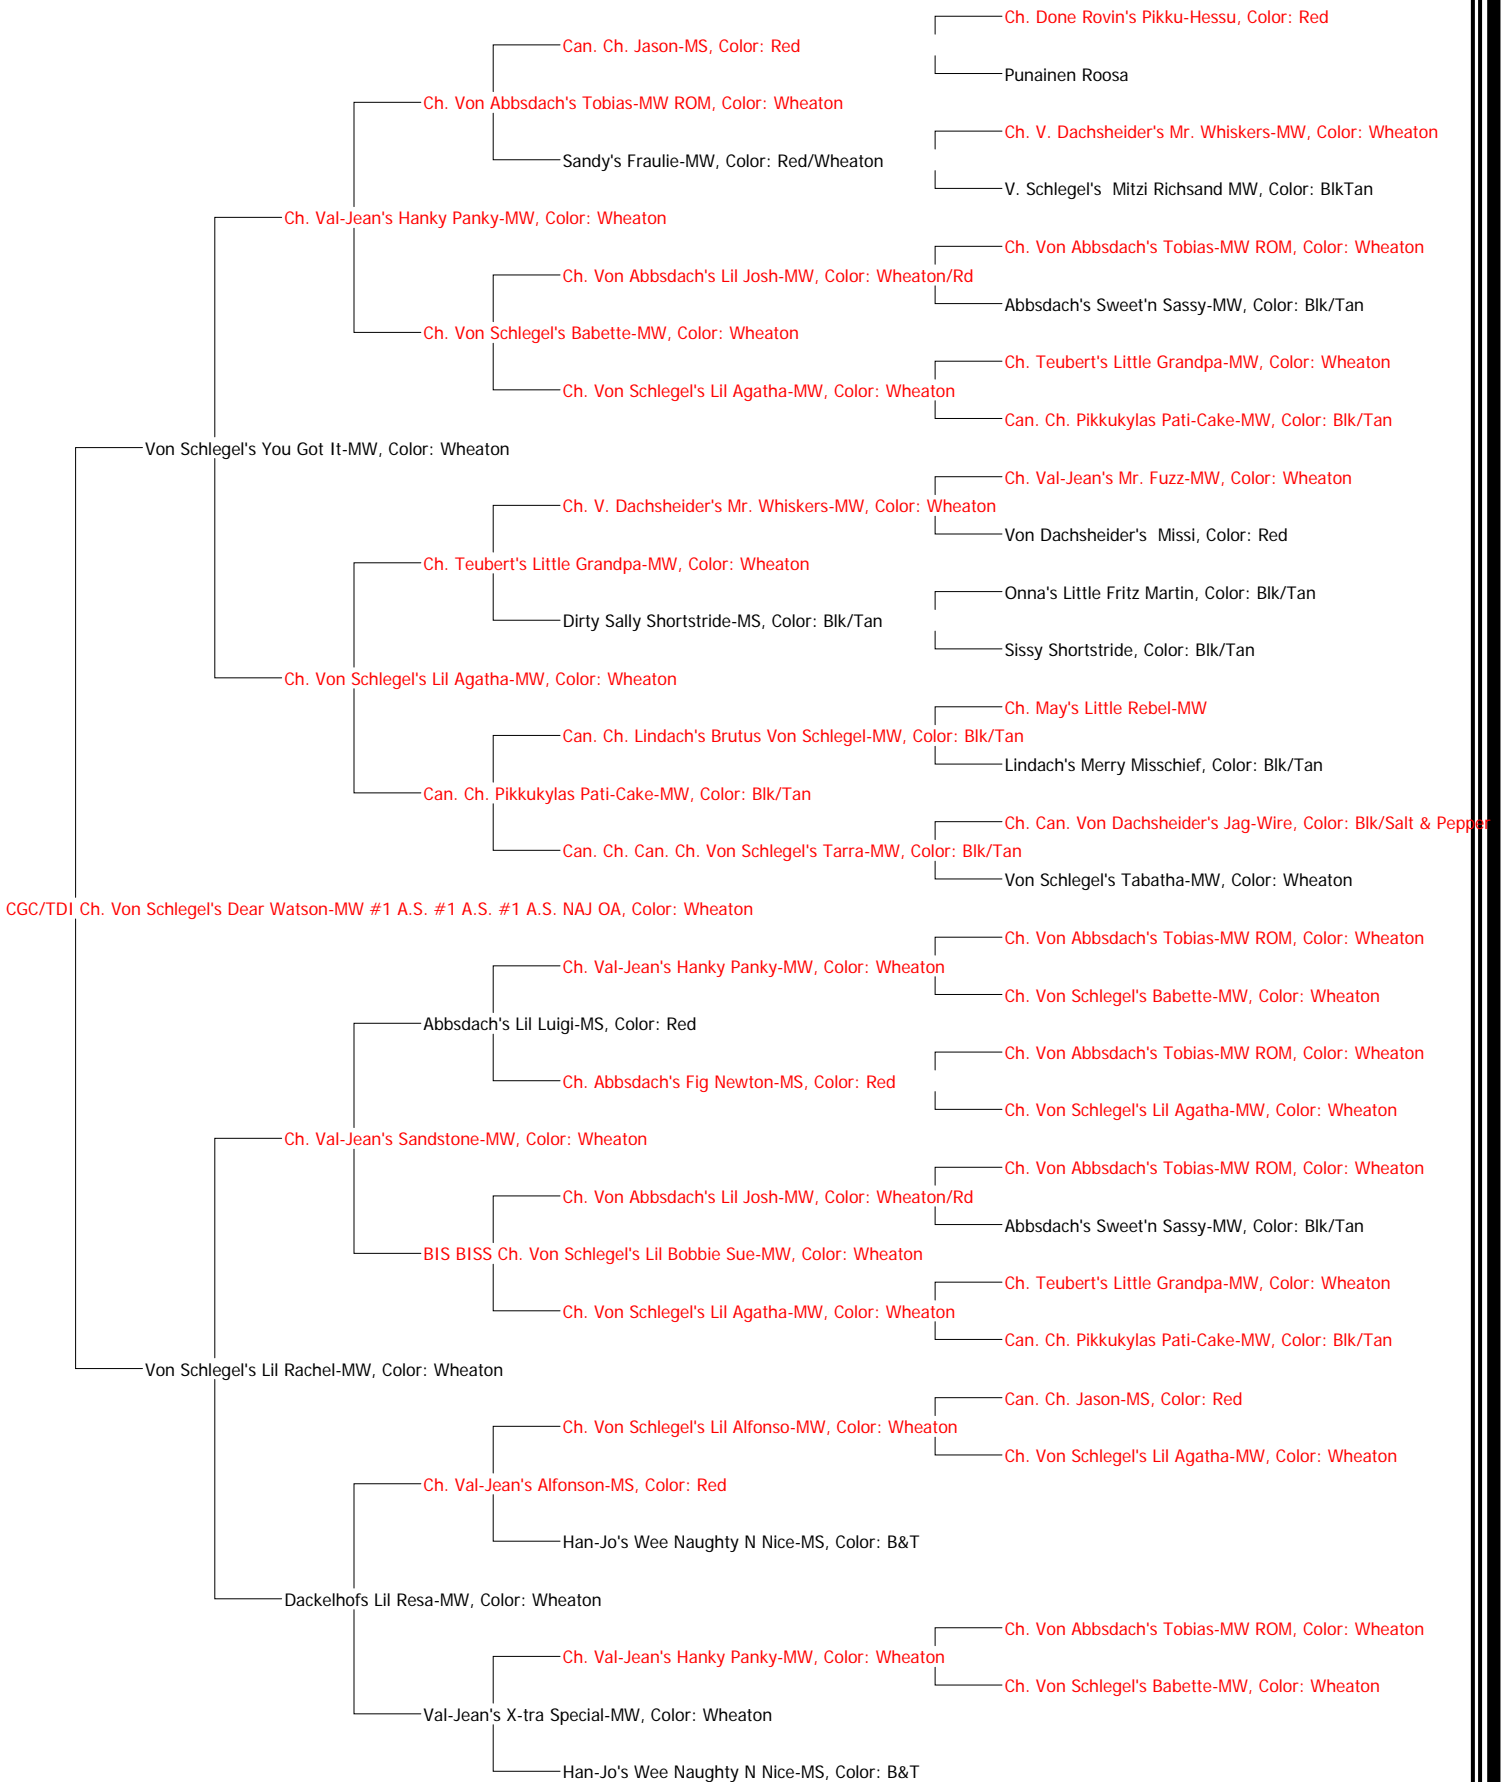 Ch. Done Rovin's Pikku-Hessu, Color: Red
Can. Ch. Jason-MS, Color: Red
Punainen Roosa
Ch. Von Abbsdach's Tobias-MW ROM, Color: Wheaton
Ch. V. Dachsheider's Mr. Whiskers-MW, Color: Wheaton
Sandy's Fraulie-MW, Color: Red/Wheaton
V. Schlegel's  Mitzi Richsand MW, Color: BlkTan
Ch. Val-Jean's Hanky Panky-MW, Color: Wheaton
Ch. Von Abbsdach's Tobias-MW ROM, Color: Wheaton
Ch. Von Abbsdach's Lil Josh-MW, Color: Wheaton/Rd
Abbsdach's Sweet'n Sassy-MW, Color: Blk/Tan
Ch. Von Schlegel's Babette-MW, Color: Wheaton
Ch. Teubert's Little Grandpa-MW, Color: Wheaton
Ch. Von Schlegel's Lil Agatha-MW, Color: Wheaton
Can. Ch. Pikkukylas Pati-Cake-MW, Color: Blk/Tan
Von Schlegel's You Got It-MW, Color: Wheaton
Ch. Val-Jean's Mr. Fuzz-MW, Color: Wheaton
Ch. V. Dachsheider's Mr. Whiskers-MW, Color: Wheaton
Von Dachsheider's  Missi, Color: Red
Ch. Teubert's Little Grandpa-MW, Color: Wheaton
Onna's Little Fritz Martin, Color: Blk/Tan
Dirty Sally Shortstride-MS, Color: Blk/Tan
Sissy Shortstride, Color: Blk/Tan
Ch. Von Schlegel's Lil Agatha-MW, Color: Wheaton
Ch. May's Little Rebel-MW
Can. Ch. Lindach's Brutus Von Schlegel-MW, Color: Blk/Tan
Lindach's Merry Misschief, Color: Blk/Tan
Can. Ch. Pikkukylas Pati-Cake-MW, Color: Blk/Tan
Ch. Can. Von Dachsheider's Jag-Wire, Color: Blk/Salt & Pepper
Can. Ch. Can. Ch. Von Schlegel's Tarra-MW, Color: Blk/Tan
Von Schlegel's Tabatha-MW, Color: Wheaton
CGC/TDI Ch. Von Schlegel's Dear Watson-MW #1 A.S. #1 A.S. #1 A.S. NAJ OA, Color: Wheaton
Ch. Von Abbsdach's Tobias-MW ROM, Color: Wheaton
Ch. Val-Jean's Hanky Panky-MW, Color: Wheaton
Ch. Von Schlegel's Babette-MW, Color: Wheaton
Abbsdach's Lil Luigi-MS, Color: Red
Ch. Von Abbsdach's Tobias-MW ROM, Color: Wheaton
Ch. Abbsdach's Fig Newton-MS, Color: Red
Ch. Von Schlegel's Lil Agatha-MW, Color: Wheaton
Ch. Val-Jean's Sandstone-MW, Color: Wheaton
Ch. Von Abbsdach's Tobias-MW ROM, Color: Wheaton
Ch. Von Abbsdach's Lil Josh-MW, Color: Wheaton/Rd
Abbsdach's Sweet'n Sassy-MW, Color: Blk/Tan
BIS BISS Ch. Von Schlegel's Lil Bobbie Sue-MW, Color: Wheaton
Ch. Teubert's Little Grandpa-MW, Color: Wheaton
Ch. Von Schlegel's Lil Agatha-MW, Color: Wheaton
Can. Ch. Pikkukylas Pati-Cake-MW, Color: Blk/Tan
Von Schlegel's Lil Rachel-MW, Color: Wheaton
Can. Ch. Jason-MS, Color: Red
Ch. Von Schlegel's Lil Alfonso-MW, Color: Wheaton
Ch. Von Schlegel's Lil Agatha-MW, Color: Wheaton
Ch. Val-Jean's Alfonson-MS, Color: Red
Han-Jo's Wee Naughty N Nice-MS, Color: B&T
Dackelhofs Lil Resa-MW, Color: Wheaton
Ch. Von Abbsdach's Tobias-MW ROM, Color: Wheaton
Ch. Val-Jean's Hanky Panky-MW, Color: Wheaton
Ch. Von Schlegel's Babette-MW, Color: Wheaton
Val-Jean's X-tra Special-MW, Color: Wheaton
Han-Jo's Wee Naughty N Nice-MS, Color: B&T